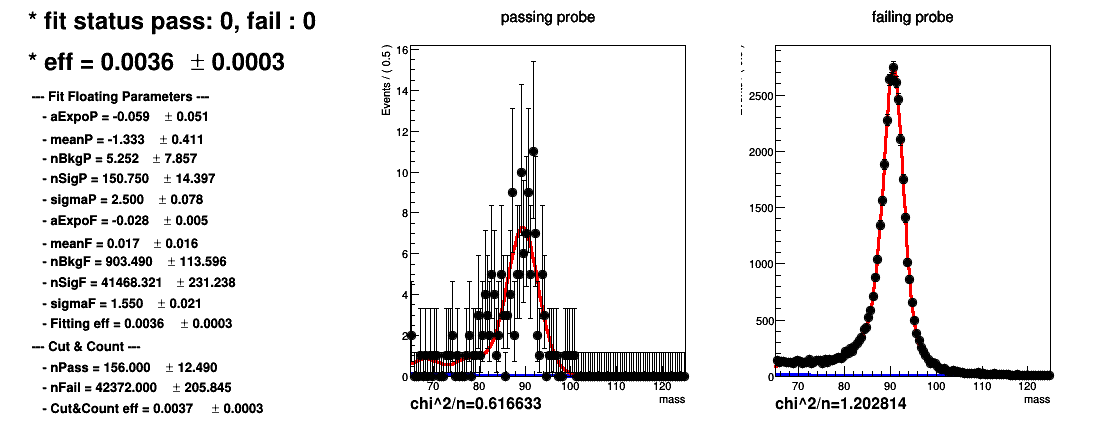 * fit status pass: 0, fail : 0
* eff = 0.0036 ± 0.0003
--- Fit Floating Parameters ---
- aExpoP = -0.059 ± 0.051
- meanP = -1.333 ± 0.411
- nBkgP = 5.252 ± 7.857
- nSigP = 150.750 ± 14.397
- sigmaP = 2.500 ± 0.078
- aExpoF = -0.028 ± 0.005
- meanF = 0.017 ± 0.016
- nBkgF = 903.490 ± 113.596
- nSigF = 41468.321 ± 231.238
- sigmaF = 1.550 ± 0.021
- Fitting eff = 0.0036 ± 0.0003
--- Cut & Count ---
- nPass = 156.000 ± 12.490
- nFail = 42372.000 ± 205.845
- Cut&Count eff = 0.0037 ± 0.0003
passing probe
Events / ( 0.5 )
16
14
12
10
8
6
4
2
0
70 80 90 100 110 120
mass
chi^2/n=0.616633
failing probe
2500
2000
1500
1000
500
0
70 80 90 100 110 120
mass
chi^2/n=1.202814